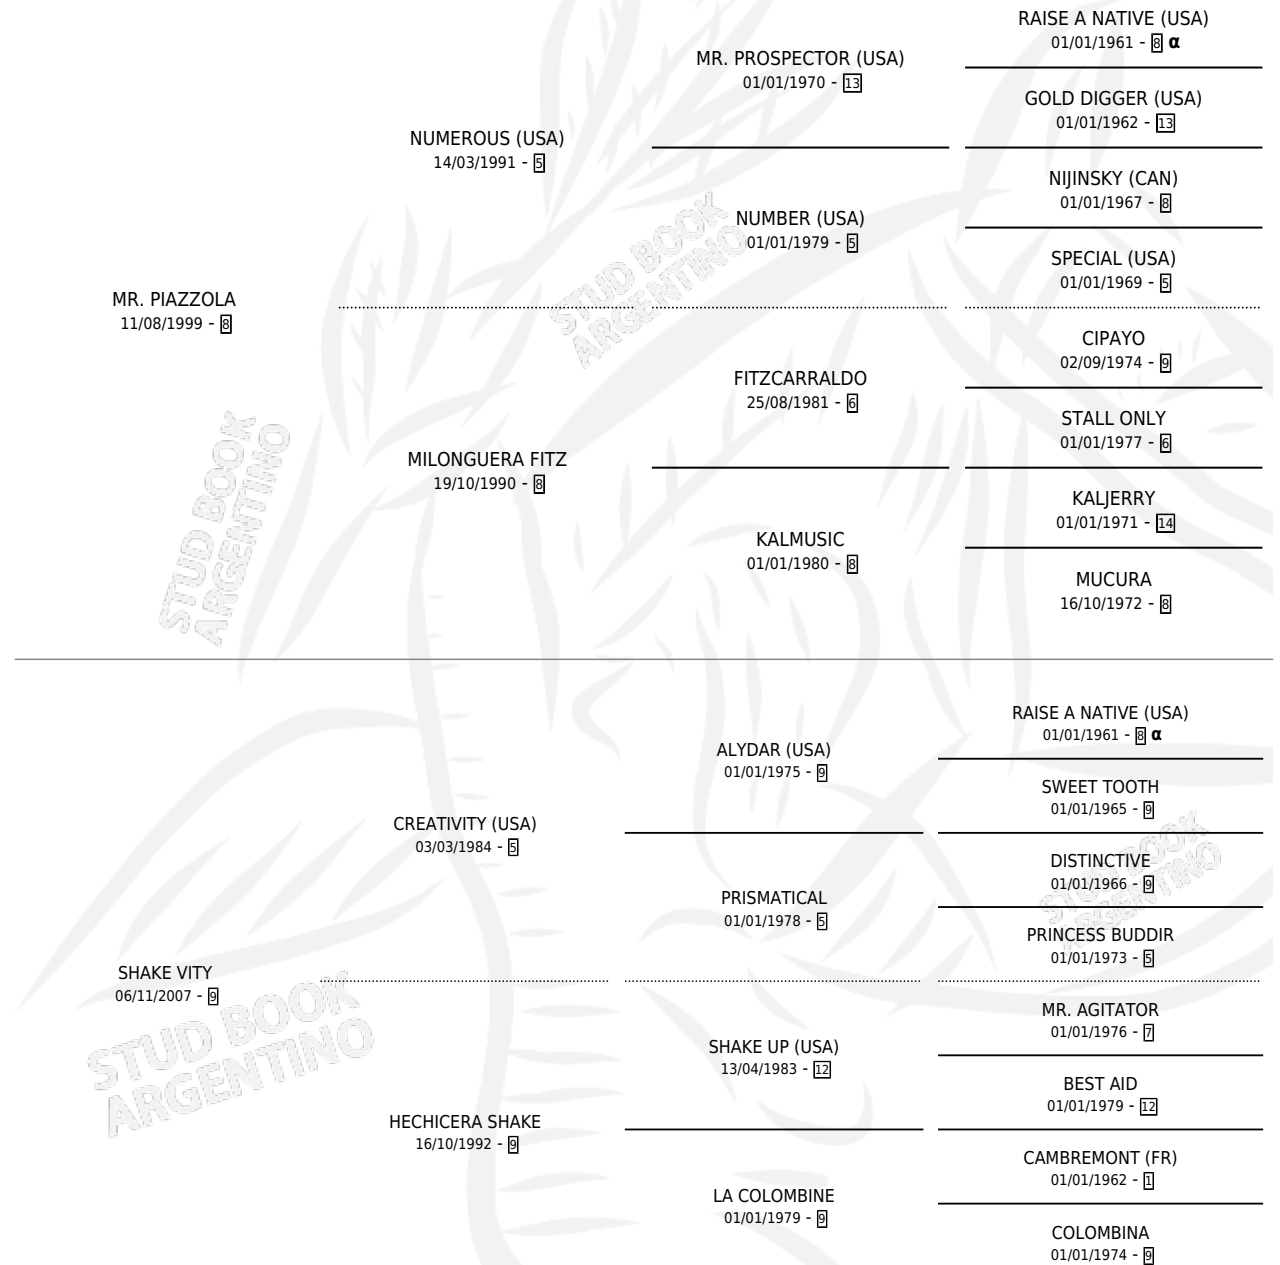 RAISE A NATIVE (USA)
01/01/1961 - 8 α
MR. PROSPECTOR (USA)
01/01/1970 - 13
GOLD DIGGER (USA)
01/01/1962 - 13
NUMEROUS (USA)
14/03/1991 - 5
NIJINSKY (CAN)
01/01/1967 - 8
NUMBER (USA)
01/01/1979 - 5
SPECIAL (USA)
01/01/1969 - 5
MR. PIAZZOLA
11/08/1999 - 8
CIPAYO
02/09/1974 - 9
FITZCARRALDO
25/08/1981 - 6
STALL ONLY
01/01/1977 - 6
MILONGUERA FITZ
19/10/1990 - 8
KALJERRY
01/01/1971 - 14
KALMUSIC
01/01/1980 - 8
MUCURA
16/10/1972 - 8
RAISE A NATIVE (USA)
01/01/1961 - 8 α
ALYDAR (USA)
01/01/1975 - 9
SWEET TOOTH
01/01/1965 - 9
CREATIVITY (USA)
03/03/1984 - 5
DISTINCTIVE
01/01/1966 - 9
PRISMATICAL
01/01/1978 - 5
PRINCESS BUDDIR
01/01/1973 - 5
SHAKE VITY
06/11/2007 - 9
MR. AGITATOR
01/01/1976 - 7
SHAKE UP (USA)
13/04/1983 - 12
BEST AID
01/01/1979 - 12
HECHICERA SHAKE
16/10/1992 - 9
CAMBREMONT (FR)
01/01/1962 - 1
LA COLOMBINE
01/01/1979 - 9
COLOMBINA
01/01/1974 - 9
STUD BOOK
ARGENTINO
STUD BOOK
ARGENTINO
STUD BOOK
ARGENTINO
STUD BOOK
ARGENTINO